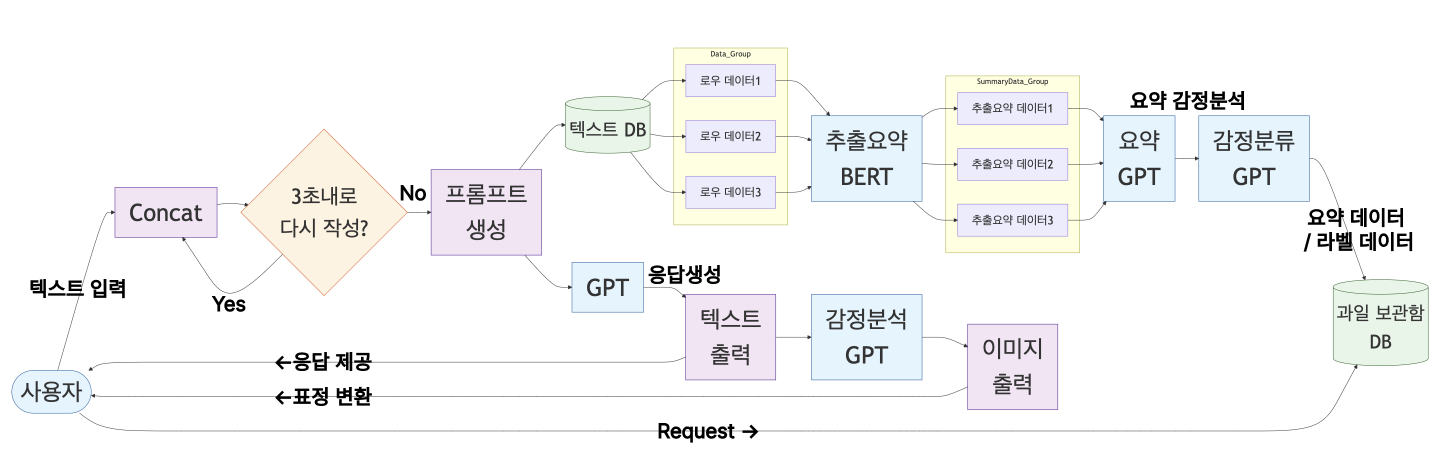 텍스트 입력
Concat
3초내로
다시 작성?
Yes
No
프롬프트
생성
텍스트 DB
Data_Group
로우 데이터1
로우 데이터2
로우 데이터3
추출요약
BERT
SummaryData_Group
추출요약 데이터1
추출요약 데이터2
추출요약 데이터3
요약 감정분석
요약
GPT
감정분류
GPT
요약 데이터
/ 라벨 데이터
과일 보관함
DB
GPT
응답생성
텍스트
출력
감정분석
GPT
이미지
출력
←응답 제공
←표정 변환
사용자
Request →